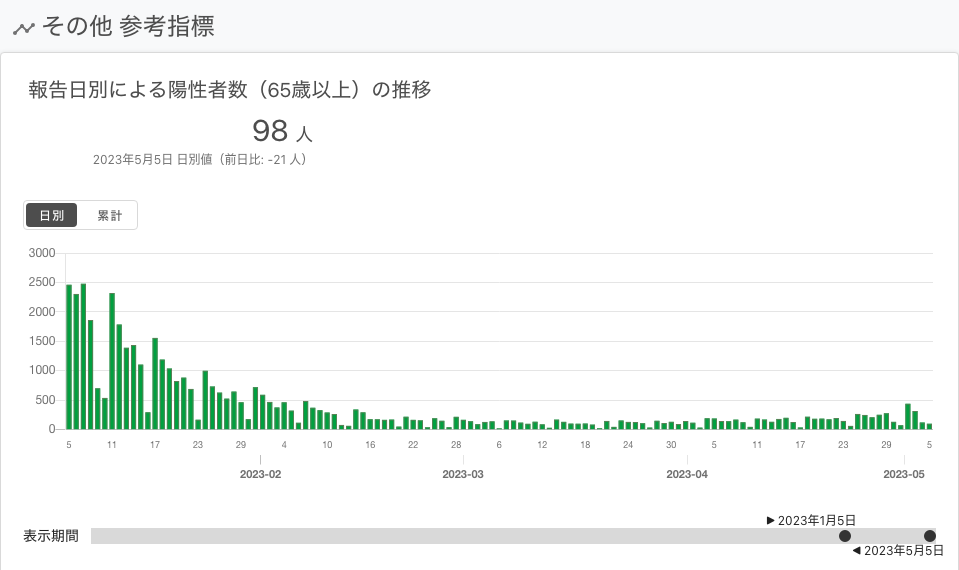 その他 参考指標
報告日別による陽性者数（65歳以上）の推移
98 人
2023年5月5日 日別値（前日比: -21 人）
日別 累計
3000
2500
2000
1500
1000
500
0
5 11 17 23 29 4 10 16 22 28 6 12 18 24 30 5 11 17 23 29 5
2023-02 2023-03 2023-04 2023-05
▶ 2023年1月5日
表示期間
◀ 2023年5月5日